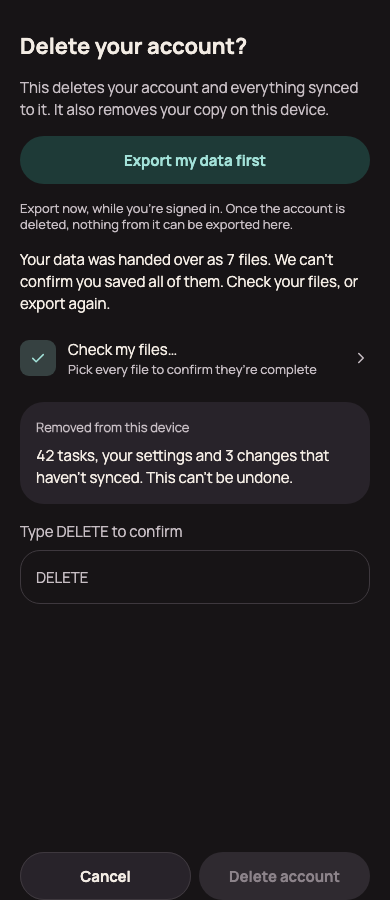 Delete your account?
This deletes your account and everything synced
to it. It also removes your copy on this device.
Export my data first
Export now, while you're signed in. Once the account is
deleted, nothing from it can be exported here.
Your data was handed over as 7 files. We can't
confirm you saved all of them. Check your files, or
export again.
Check my files…
Pick every file to confirm they're complete
Removed from this device
42 tasks, your settings and 3 changes that
haven't synced. This can't be undone.
Type DELETE to confirm
DELETE
Cancel
Delete account